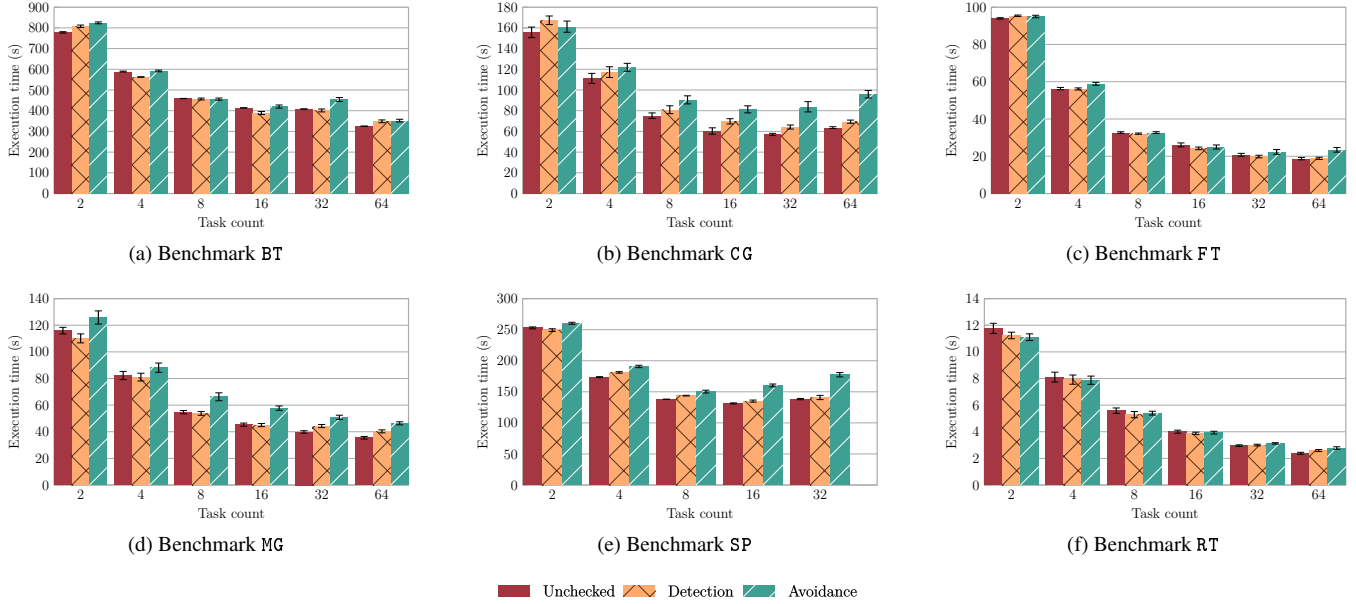 Execution time (s)
900
800
700
600
500
400
300
200
100
0
2 4 8 16 32 64
Task count
(a) Benchmark BT
Execution time (s)
180
160
140
120
100
80
60
40
20
0
2 4 8 16 32 64
Task count
(b) Benchmark CG
Execution time (s)
100
80
60
40
20
0
2 4 8 16 32 64
Task count
(c) Benchmark FT
Execution time (s)
140
120
100
80
60
40
20
0
2 4 8 16 32 64
Task count
(d) Benchmark MG
Execution time (s)
300
250
200
150
100
50
0
2 4 8 16 32
Task count
(e) Benchmark SP
Execution time (s)
14
12
10
8
6
4
2
0
2 4 8 16 32 64
Task count
(f) Benchmark RT
Unchecked Detection Avoidance